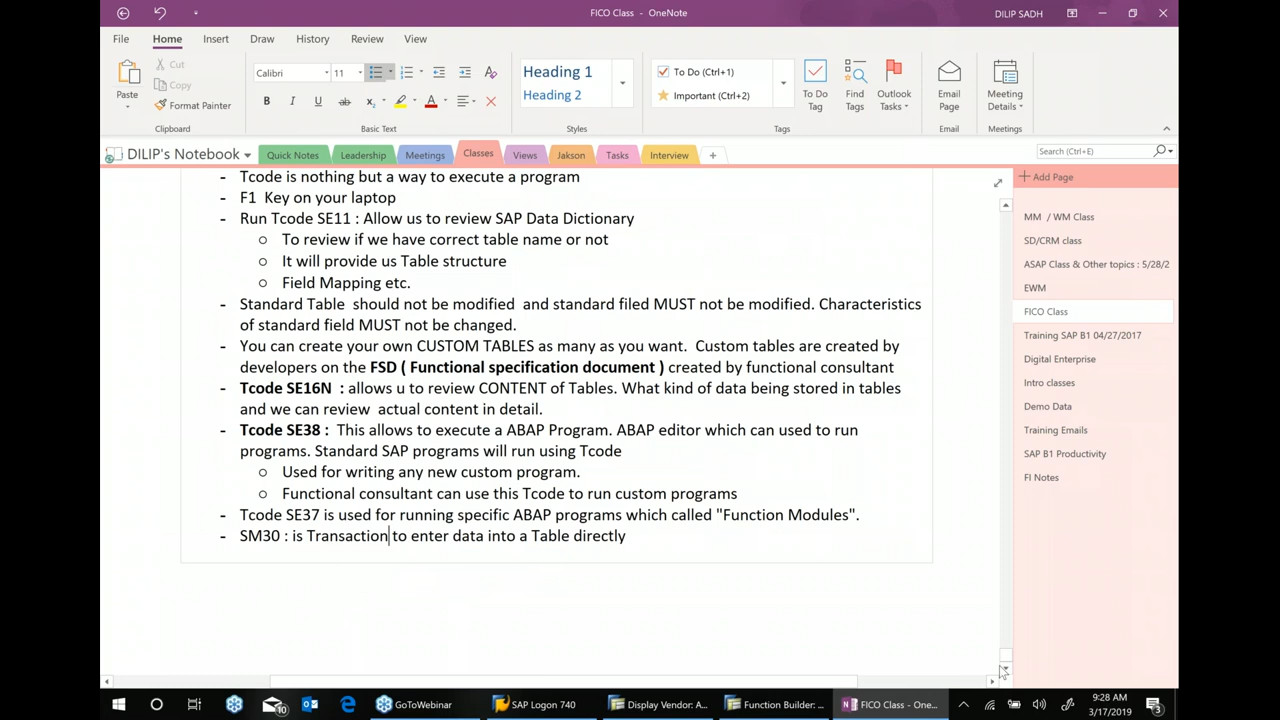 FICO Class - OneNote
DILIP SADH
File Home Insert Draw History Review View
Paste
Cut
Copy
Format Painter
Clipboard
Calibri 11
B I U ab x₂ A
Basic Text
Heading 1
Heading 2
Styles
To Do (Ctrl+1)
Important (Ctrl+2)
Tags
To Do Tag
Find Tags
Outlook Tasks
Email Page
Email
Meeting Details
Meetings
DILIP's Notebook
Quick Notes Leadership Meetings Classes Views Jakson Tasks Interview +
Search (Ctrl+E)
- Tcode is nothing but a way to execute a program
- F1 Key on your laptop
- Run Tcode SE11 : Allow us to review SAP Data Dictionary
o To review if we have correct table name or not
o It will provide us Table structure
o Field Mapping etc.
- Standard Table should not be modified and standard filed MUST not be modified. Characteristics
of standard field MUST not be changed.
- You can create your own CUSTOM TABLES as many as you want. Custom tables are created by
developers on the FSD ( Functional specification document ) created by functional consultant
- Tcode SE16N : allows u to review CONTENT of Tables. What kind of data being stored in tables
and we can review actual content in detail.
- Tcode SE38 : This allows to execute a ABAP Program. ABAP editor which can used to run
programs. Standard SAP programs will run using Tcode
o Used for writing any new custom program.
o Functional consultant can use this Tcode to run custom programs
- Tcode SE37 is used for running specific ABAP programs which called "Function Modules".
- SM30 : is Transaction to enter data into a Table directly
Add Page
MM / WM Class
SD/CRM class
ASAP Class & Other topics : 5/28/2
EWM
FICO Class
Training SAP B1 04/27/2017
Digital Enterprise
Intro classes
Demo Data
Training Emails
SAP B1 Productivity
FI Notes
10
GoToWebinar
SAP Logon 740
Display Vendor: A...
Function Builder: ...
FICO Class - One...
9:28 AM
3/17/2019
3